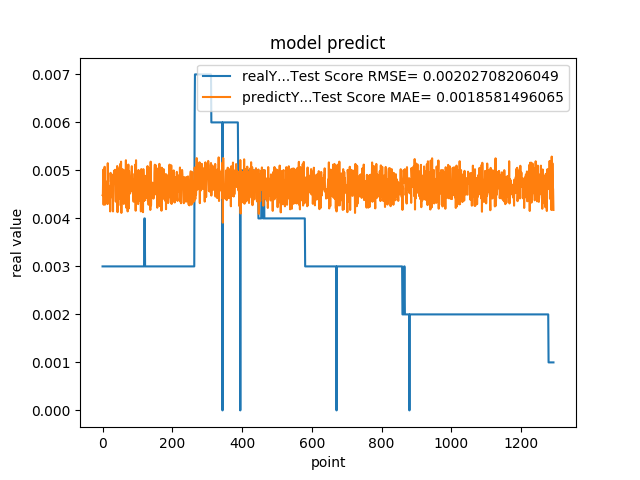 model predict
realY...Test Score RMSE= 0.00202708206049
predictY...Test Score MAE= 0.0018581496065
0.007
0.006
0.005
0.004
0.003
0.002
0.001
0.000
real value
0 200 400 600 800 1000 1200
point